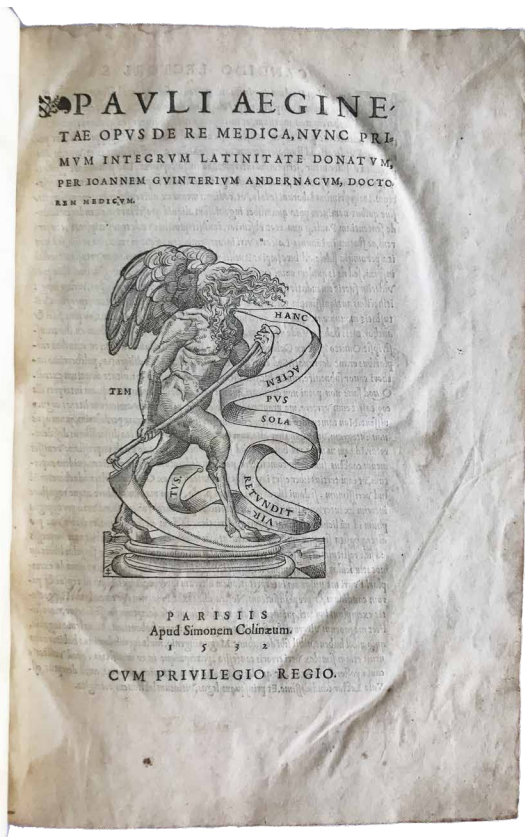 PAVLI AEGINE-
TAE OPVS DE RE MEDICA, NVNC PRI-
MVM INTEGRVM LATINITATE DONATVM,
PER IOANNEM GVINTERIVM ANDERNACVM, DOCTO-
REM MEDICVM.
HANC
ACIEM
TEM
PVS
SOLA
RETVNDIT
VIR-
TVS.
PARISIIS
Apud Simonem Colinæum.
1532
CVM PRIVILEGIO REGIO.